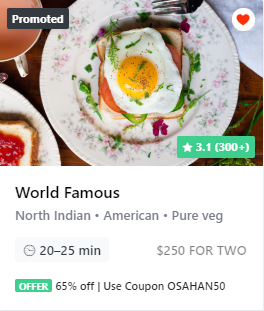 Promoted
3.1 (300+)
World Famous
North Indian • American • Pure veg
20–25 min
$250 FOR TWO
OFFER 65% off | Use Coupon OSAHAN50